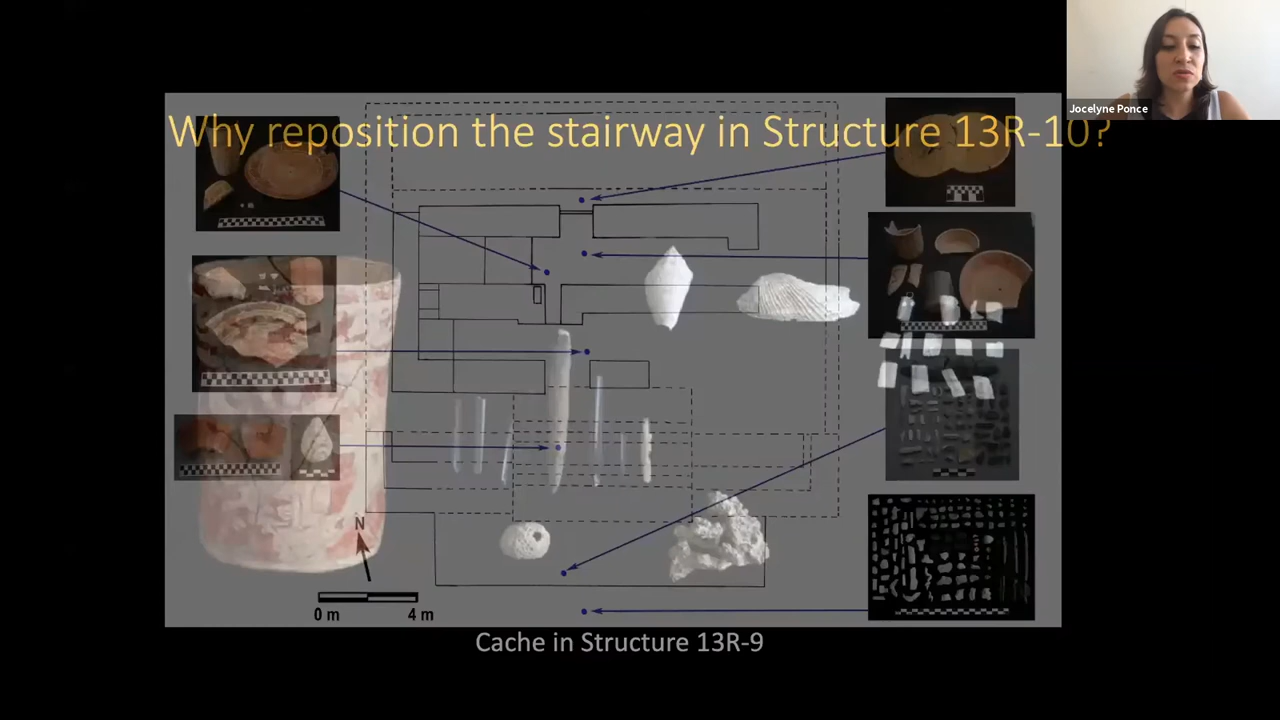 Jocelyne Ponce
Why reposition the stairway in Structure 13R-10?
N
0 m 4 m
Cache in Structure 13R-9